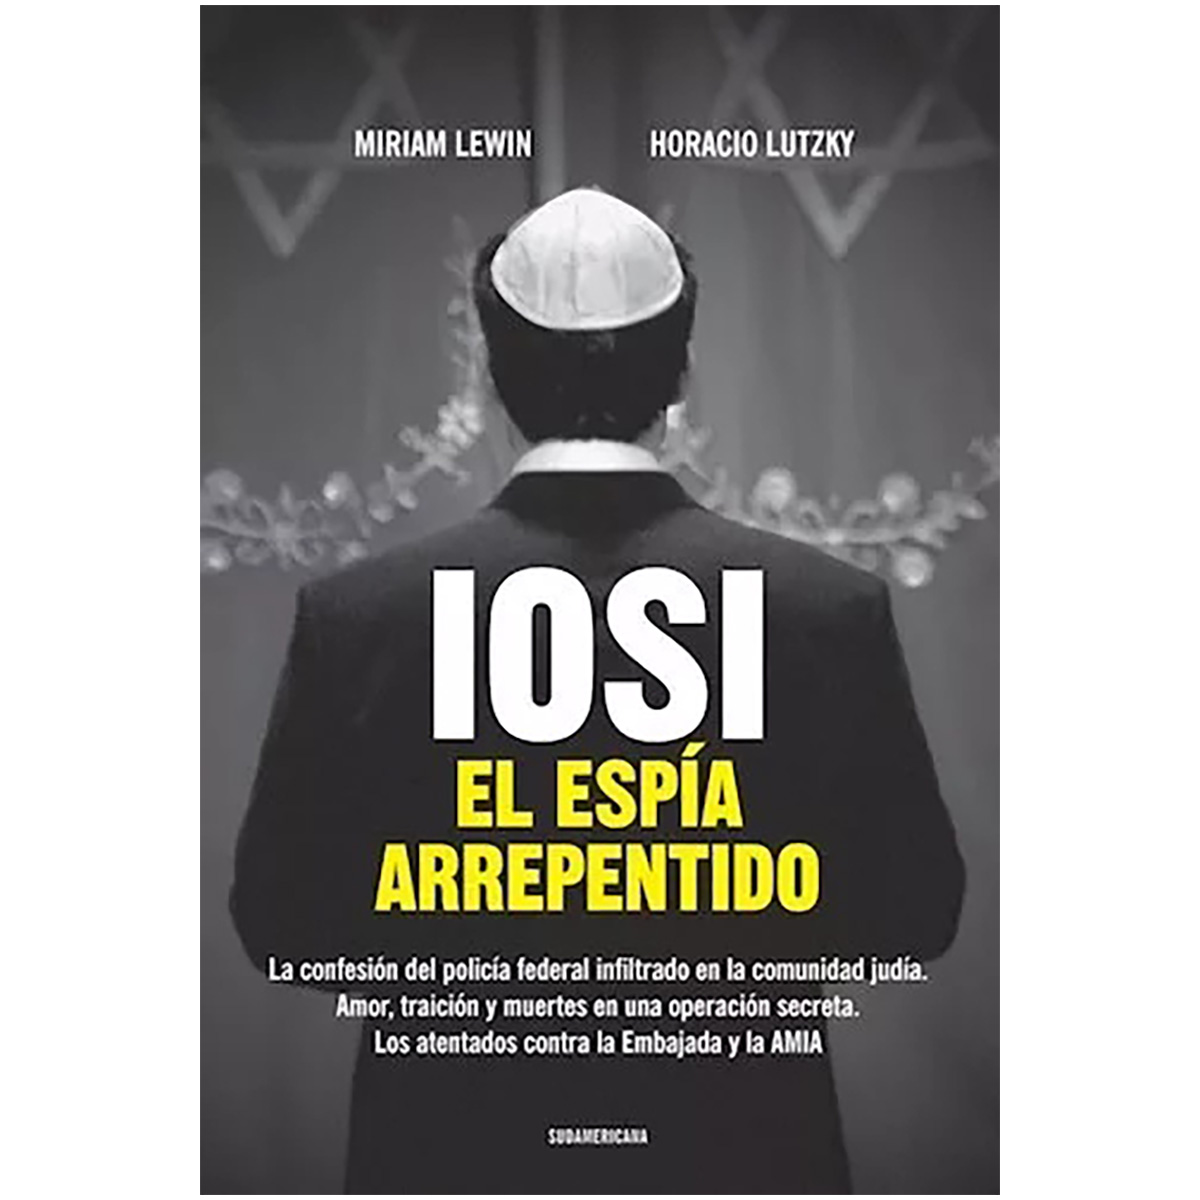 MIRIAM LEWIN
HORACIO LUTZKY
IOSI
EL ESPÍA
ARREPENTIDO
La confesión del policía federal infiltrado en la comunidad judía.
Amor, traición y muertes en una operación secreta.
Los atentados contra la Embajada y la AMIA
SUDAMERICANA